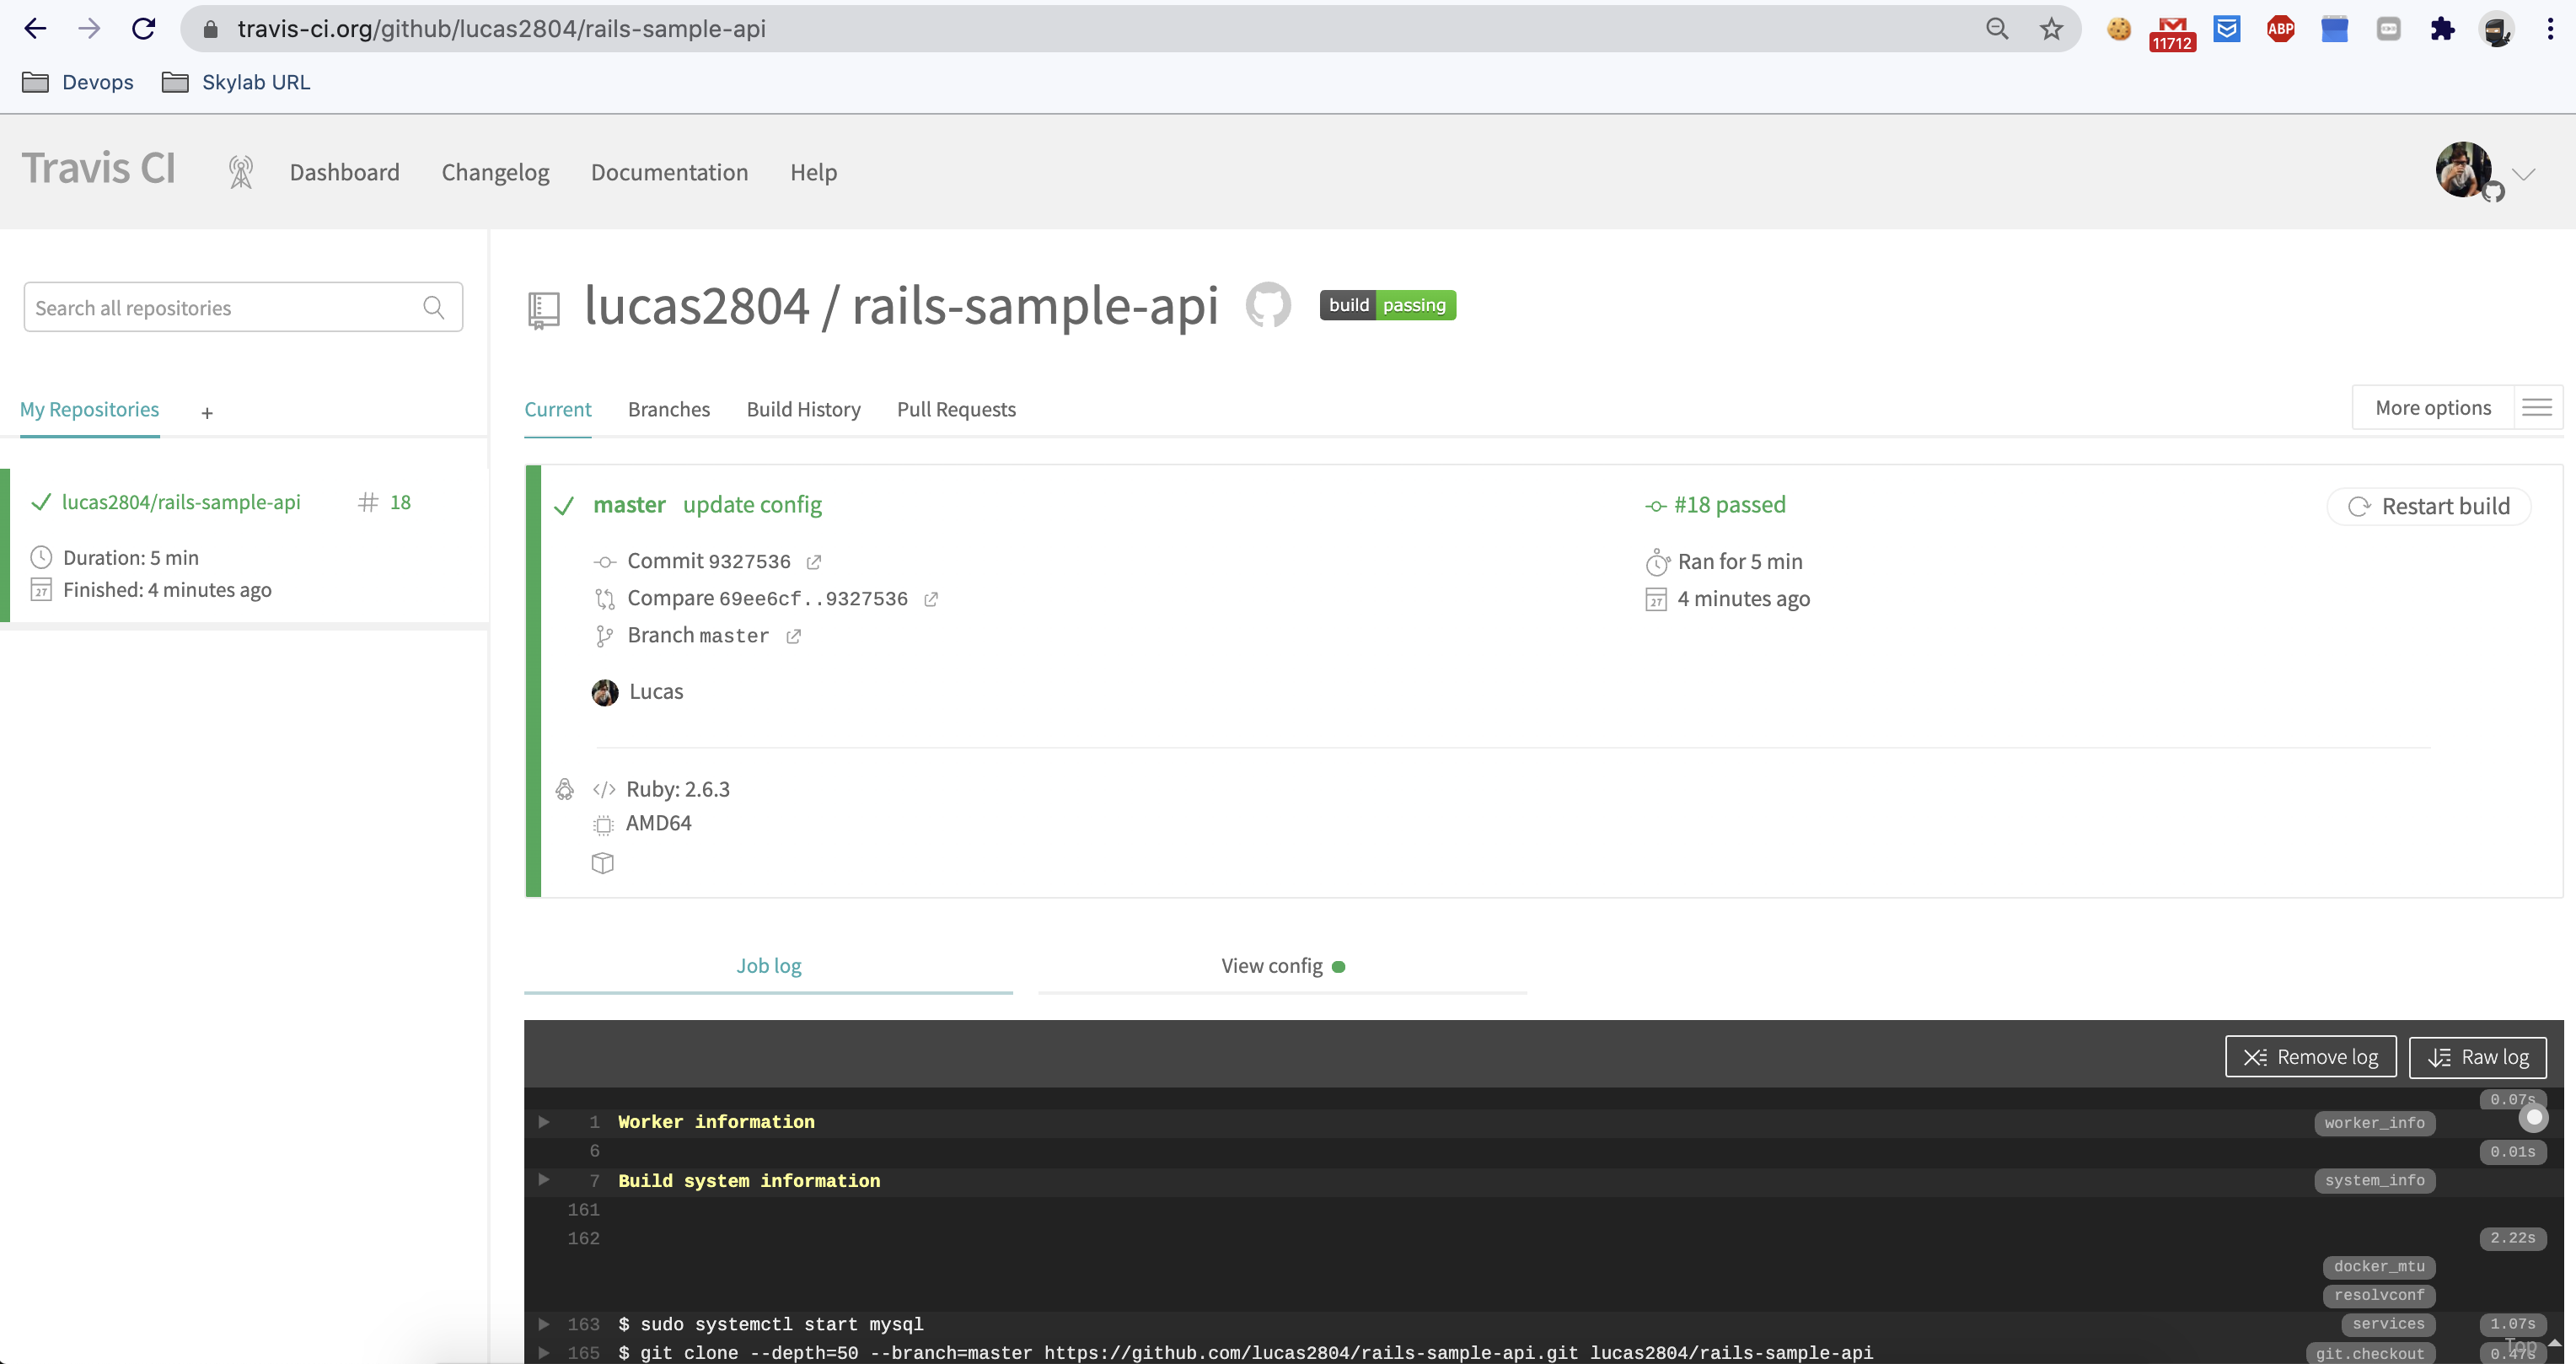 travis-ci.org/github/lucas2804/rails-sample-api
11712
ABP
Devops
Skylab URL
Travis CI
Dashboard
Changelog
Documentation
Help
Search all repositories
My Repositories +
lucas2804/rails-sample-api # 18
Duration: 5 min
27 Finished: 4 minutes ago
lucas2804 / rails-sample-api
build passing
Current
Branches
Build History
Pull Requests
More options
master update config
Commit 9327536
Compare 69ee6cf..9327536
Branch master
Lucas
#18 passed
Ran for 5 min
27 4 minutes ago
Restart build
</> Ruby: 2.6.3
AMD64
Job log
View config
Remove log
Raw log
0.07s
1 Worker information worker_info
6 0.01s
7 Build system information system_info
161
162 2.22s
docker_mtu
resolvconf
163 $ sudo systemctl start mysql services 1.07s
165 $ git clone --depth=50 --branch=master https://github.com/lucas2804/rails-sample-api.git lucas2804/rails-sample-api git.checkout 0.47s
Top